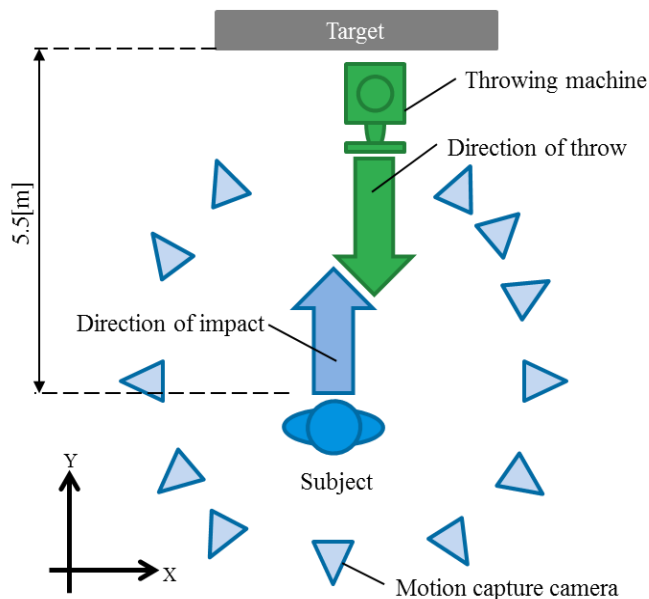 Target
Throwing machine
Direction of throw
5.5[m]
Direction of impact
Subject
Y
X
Motion capture camera